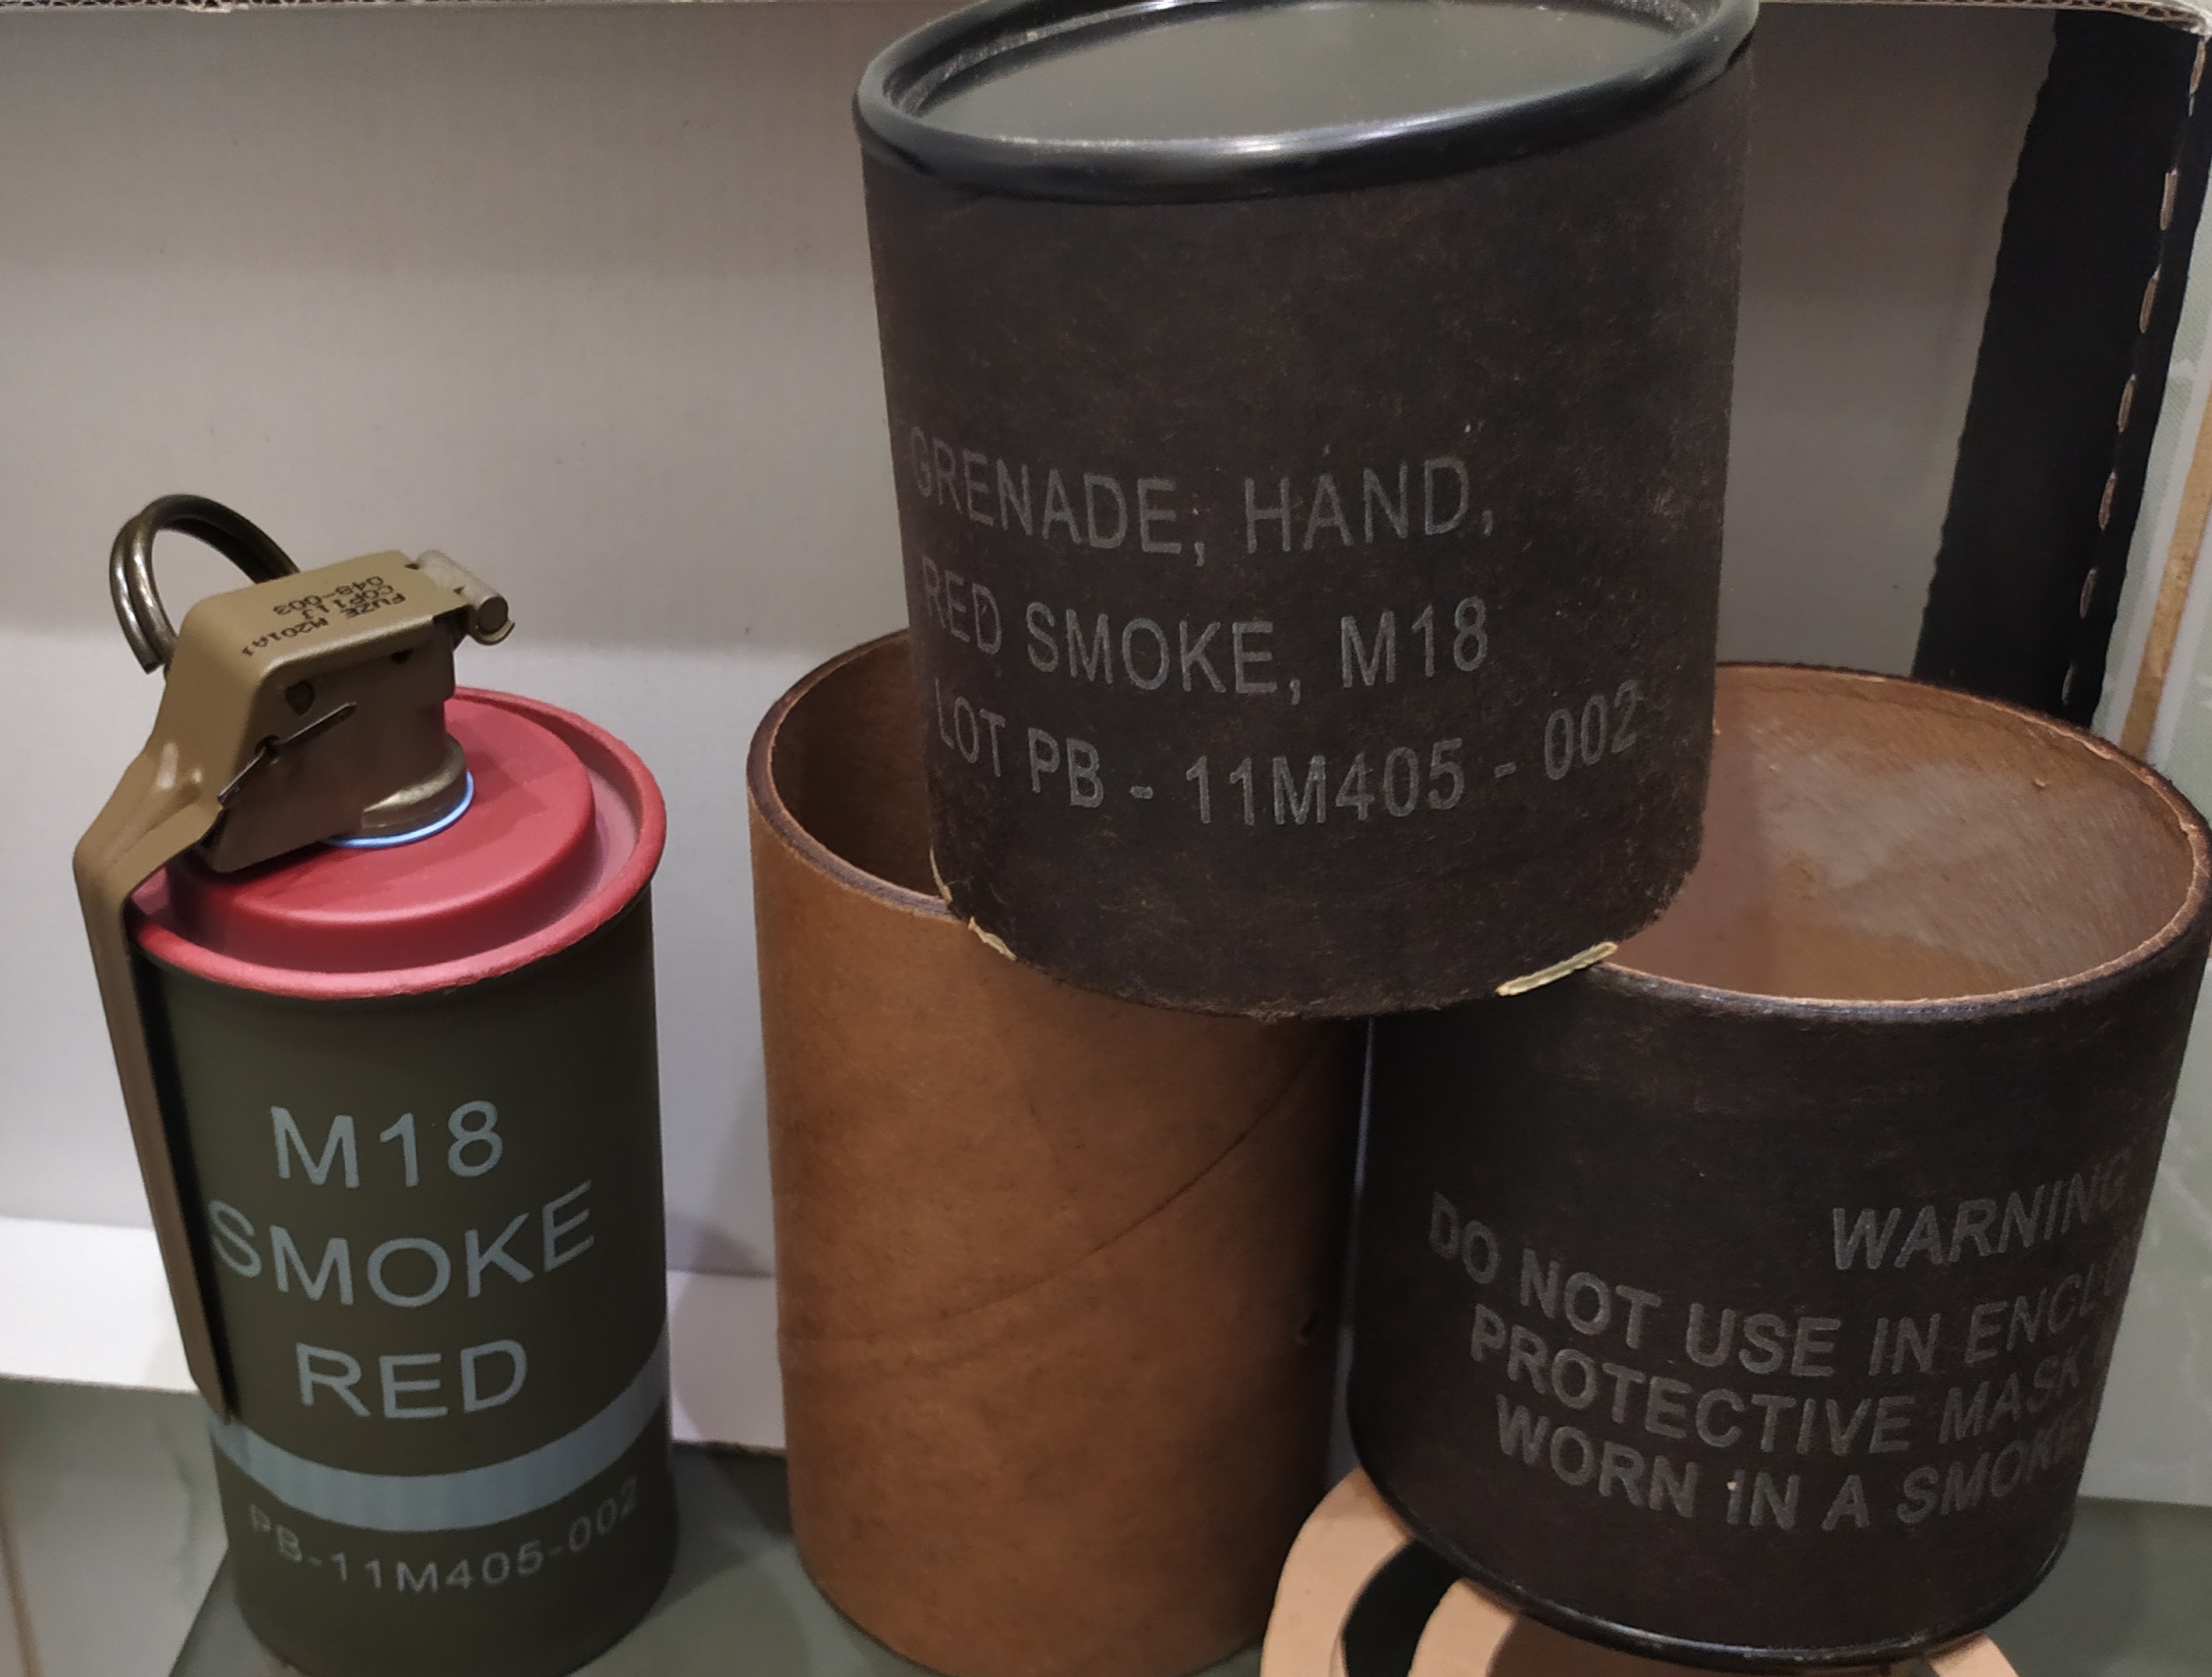 FUZE M201A1
COP11J
048-003
M18
SMOKE
RED
PB-11M405-002
GRENADE, HAND,
RED SMOKE, M18
LOT PB - 11M405 - 002
WARNING
DO NOT USE IN
PROTECTIVE MASK
WORN IN A SMOKE